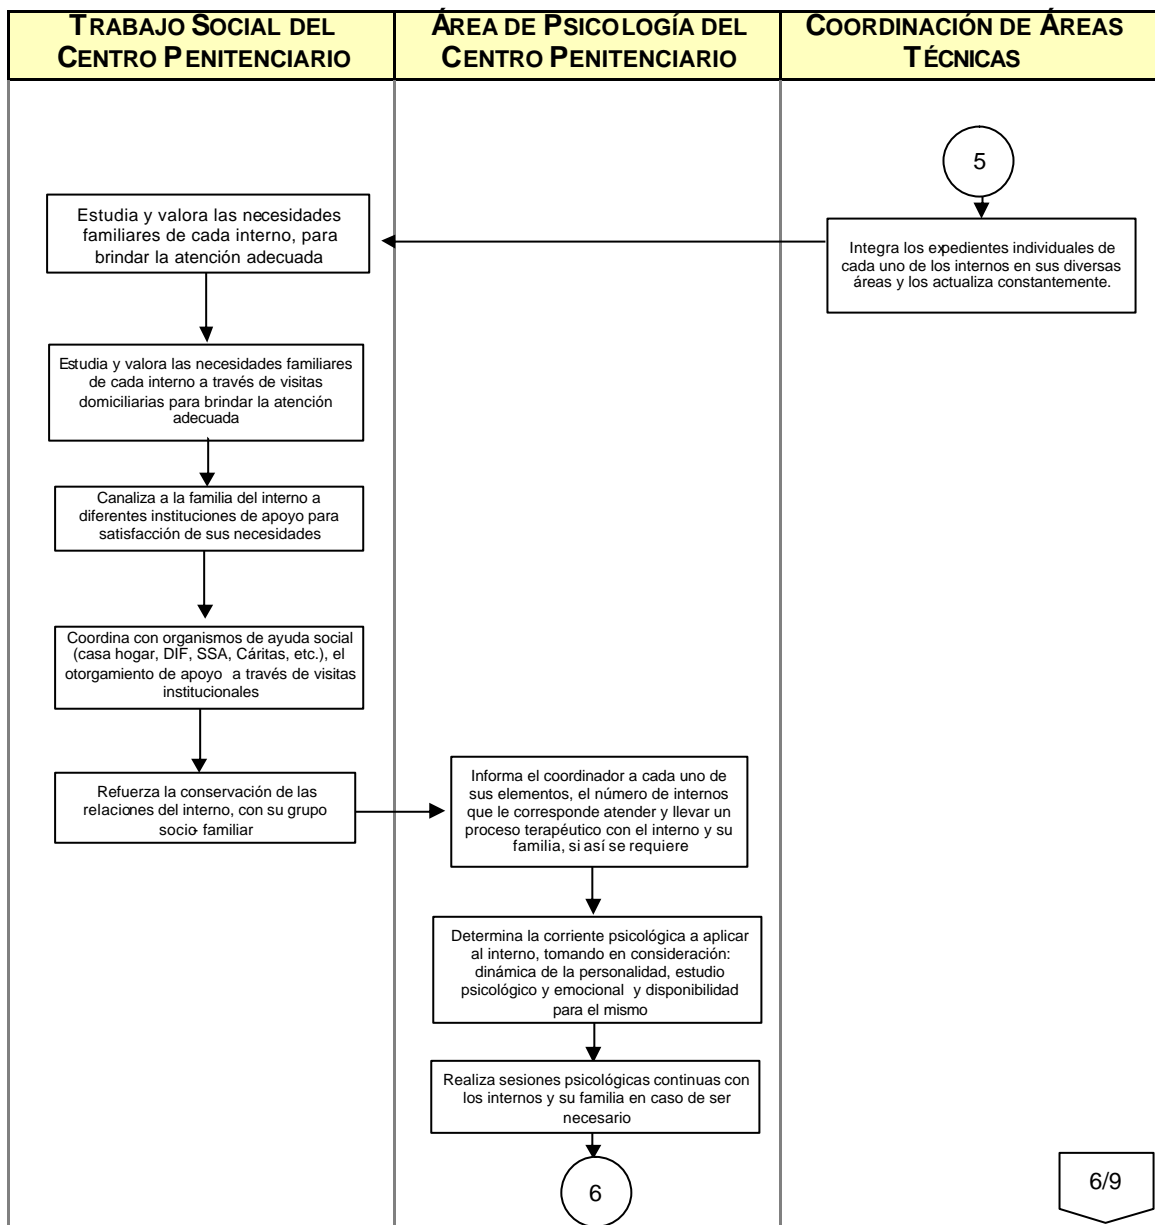 TRABAJO SOCIAL DEL
CENTRO PENITENCIARIO
ÁREA DE PSICOLOGÍA DEL
CENTRO PENITENCIARIO
COORDINACIÓN DE ÁREAS
TÉCNICAS
5
Integra los expedientes individuales de
cada uno de los internos en sus diversas
áreas y los actualiza constantemente.
Estudia y valora las necesidades
familiares de cada interno, para
brindar la atención adecuada
Estudia y valora las necesidades familiares
de cada interno a través de visitas
domiciliarias para brindar la atención
adecuada
Canaliza a la familia del interno a
diferentes instituciones de apoyo para
satisfacción de sus necesidades
Coordina con organismos de ayuda social
(casa hogar, DIF, SSA, Cáritas, etc.), el
otorgamiento de apoyo a través de visitas
institucionales
Refuerza la conservación de las
relaciones del interno, con su grupo
socio- familiar
Informa el coordinador a cada uno de
sus elementos, el número de internos
que le corresponde atender y llevar un
proceso terapéutico con el interno y su
familia, si así se requiere
Determina la corriente psicológica a aplicar
al interno, tomando en consideración:
dinámica de la personalidad, estudio
psicológico y emocional y disponibilidad
para el mismo
Realiza sesiones psicológicas continuas con
los internos y su familia en caso de ser
necesario
6
6/9